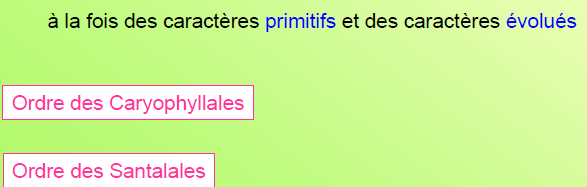 à la fois des caractères primitifs et des caractères évolués
Ordre des Caryophyllales
Ordre des Santalales